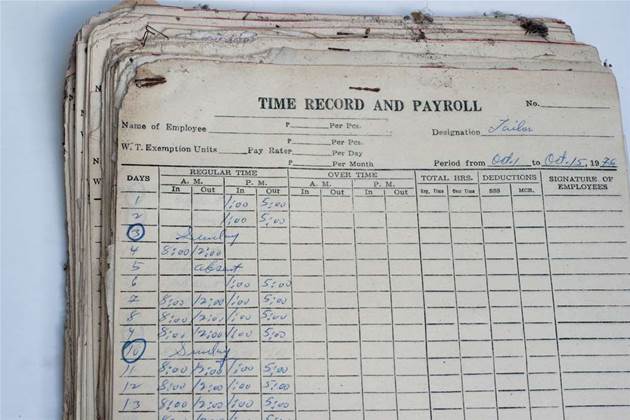 TIME RECORD AND PAYROLL No.
Name of Employee P Per Pcs. Designation Tailor
P Per Pcs.
W.T. Exemption Units Pay Rate P Per Day
P Per Month Period from Oct. 1 to Oct. 15, 1976
DAYS REGULAR TIME OVER TIME TOTAL HRS. DEDUCTIONS SIGNATURE OF EMPLOYEES
A. M. P. M. A. M. P. M. Reg. Time Over Time SSS MCR.
In Out In Out In Out In Out
1 1:00 5:00
2 1:00 5:00
3 Sunday
4 8:00 12:00
5 absent
6 1:00 5:00
7 8:00 12:00 1:00 5:00
8 8:00 12:00 1:00 5:00
9 8:00 12:00 1:00 5:00
10 Sunday
11 8:00 12:00 1:00 5:00
12 8:00 12:00 1:00 5:00
13 8:00 12:00 1:00 5:00